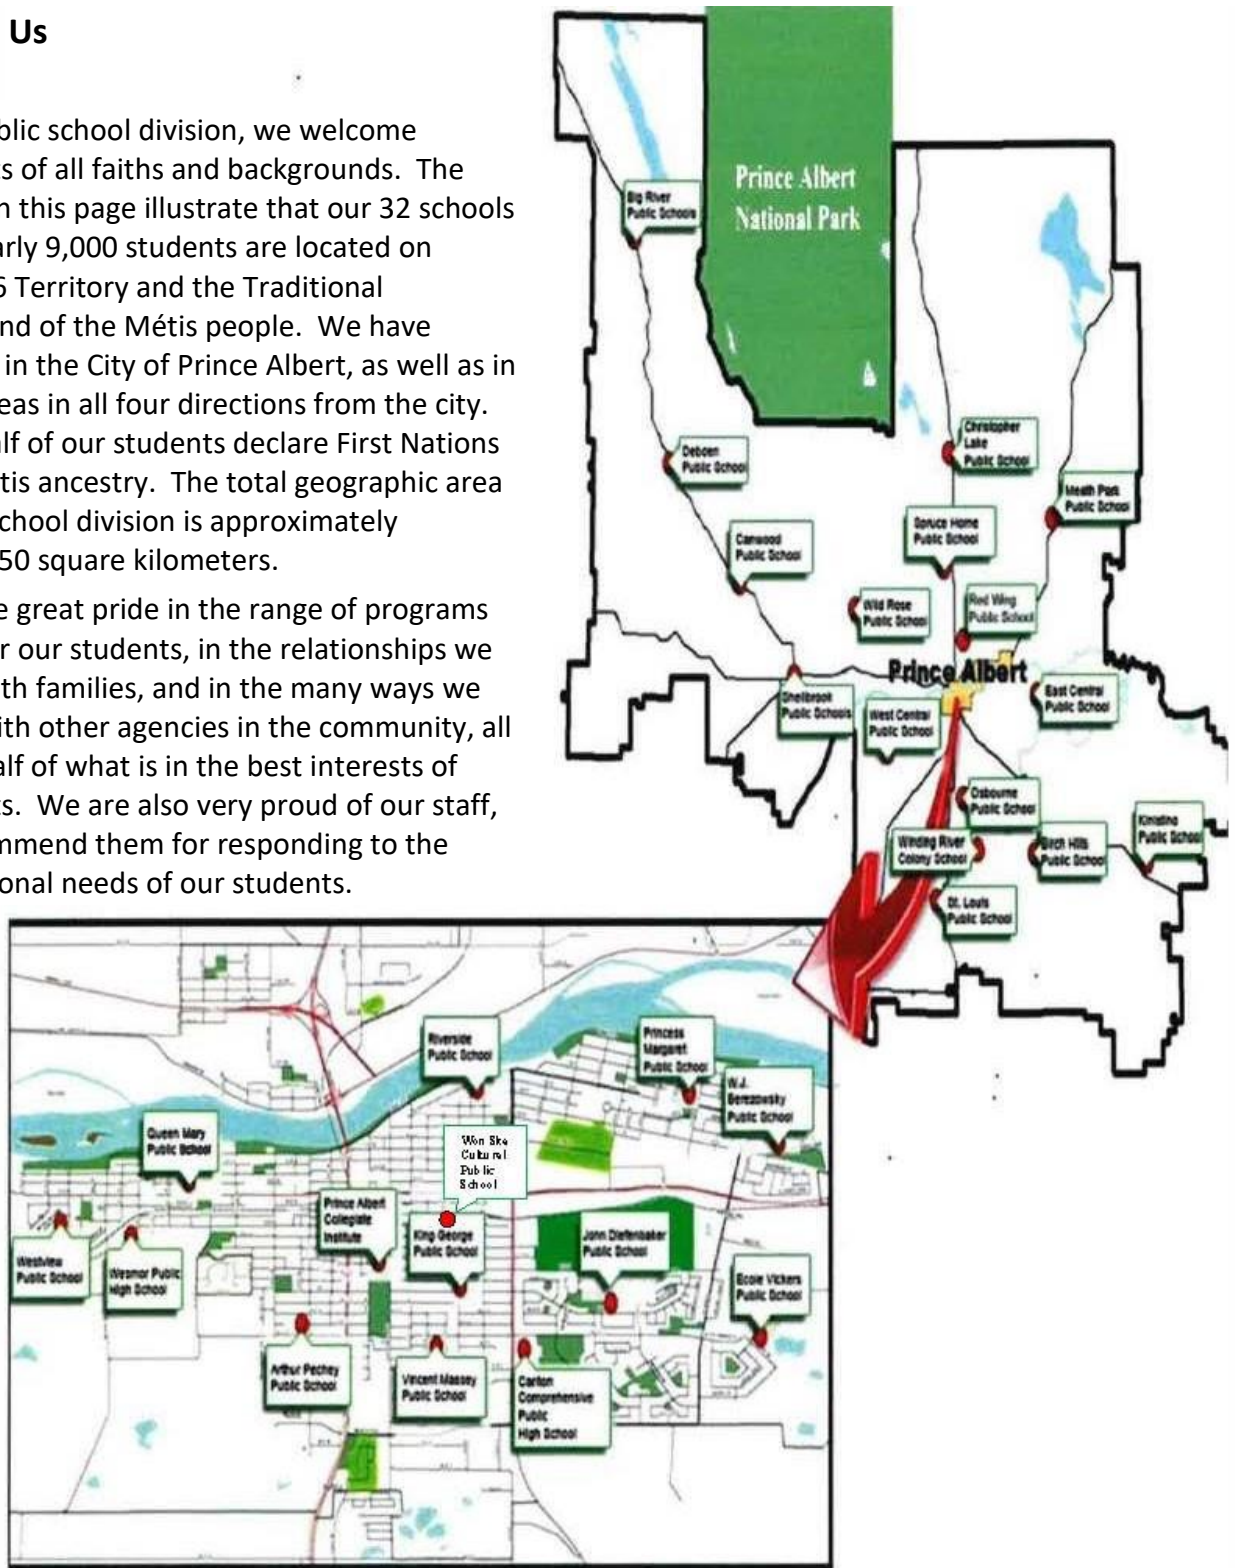 Us
blic school division, we welcome
s of all faiths and backgrounds. The
n this page illustrate that our 32 schools
arly 9,000 students are located on
6 Territory and the Traditional
nd of the Métis people. We have
in the City of Prince Albert, as well as in
eas in all four directions from the city.
alf of our students declare First Nations
tis ancestry. The total geographic area
school division is approximately
50 square kilometers.
e great pride in the range of programs
r our students, in the relationships we
ith families, and in the many ways we
ith other agencies in the community, all
alf of what is in the best interests of
ts. We are also very proud of our staff,
mmend them for responding to the
onal needs of our students.
Prince Albert
National Park
Big River
Public Schools
Debden
Public School
Christopher
Lake
Public School
Meath Park
Public School
Canwood
Public School
Spruce Home
Public School
Wild Rose
Public School
Red Wing
Public School
Prince Albert
Shellbrook
Public Schools
West Central
Public School
East Central
Public School
Osbourne
Public School
Winding River
Colony School
Birch Hills
Public School
Kinistino
Public School
St. Louis
Public School
Riverside
Public School
Princess
Margaret
Public School
W.J.
Berezowsky
Public School
Queen Mary
Public School
Won Ska
Cultural
Public
School
Prince Albert
Collegiate
Institute
King George
Public School
John Diefenbaker
Public School
Westview
Public School
Wesmor Public
High School
Ecole Vickers
Public School
Arthur Pechey
Public School
Vincent Massey
Public School
Carlton
Comprehensive
Public
High School